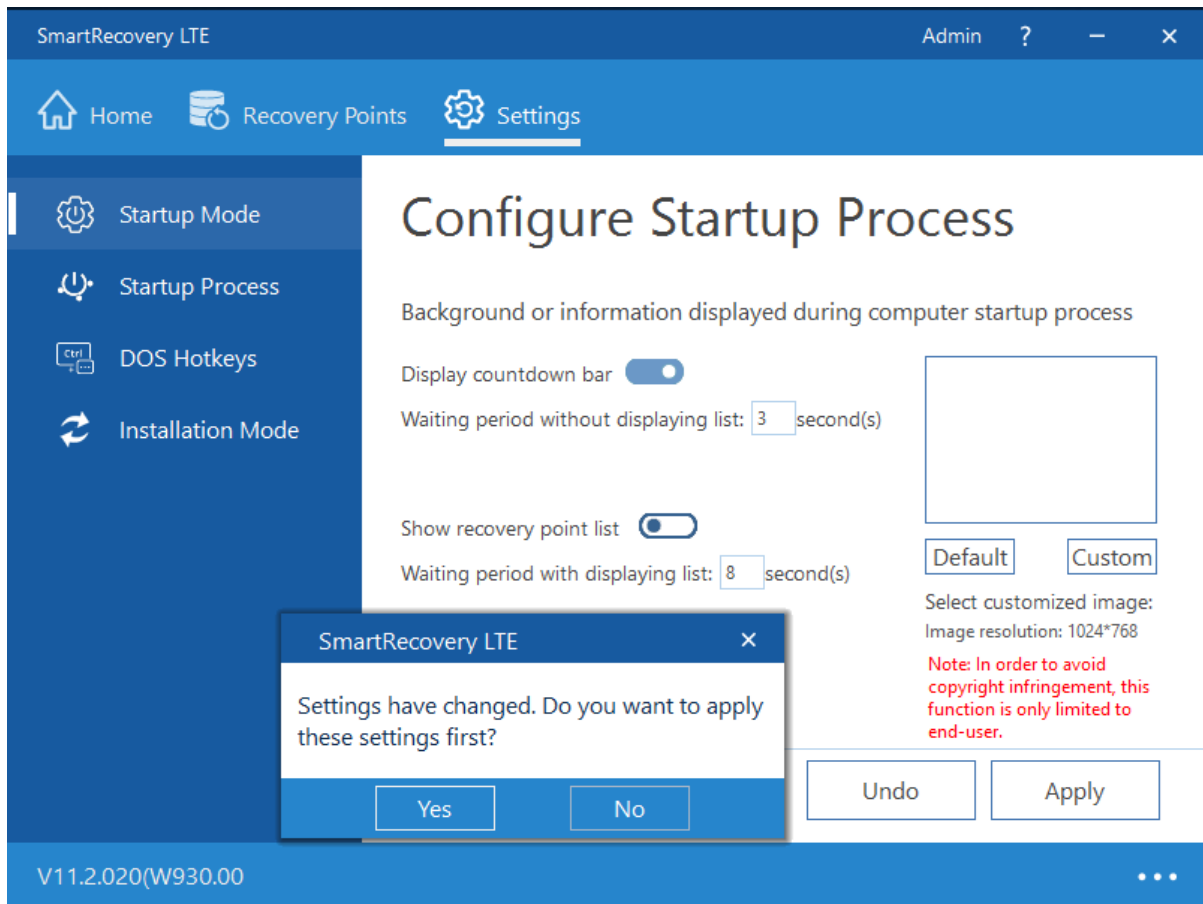 SmartRecovery LTE
Admin ? – ×
Home Recovery Points Settings
Startup Mode
Startup Process
Ctrl
DOS Hotkeys
Installation Mode
Configure Startup Process
Background or information displayed during computer startup process
Display countdown bar
Waiting period without displaying list: 3 second(s)
Show recovery point list
Waiting period with displaying list: 8 second(s)
Default Custom
Select customized image:
Image resolution: 1024*768
Note: In order to avoid
copyright infringement, this
function is only limited to
end-user.
SmartRecovery LTE ×
Settings have changed. Do you want to apply
these settings first?
Yes No
Undo Apply
V11.2.020(W930.00